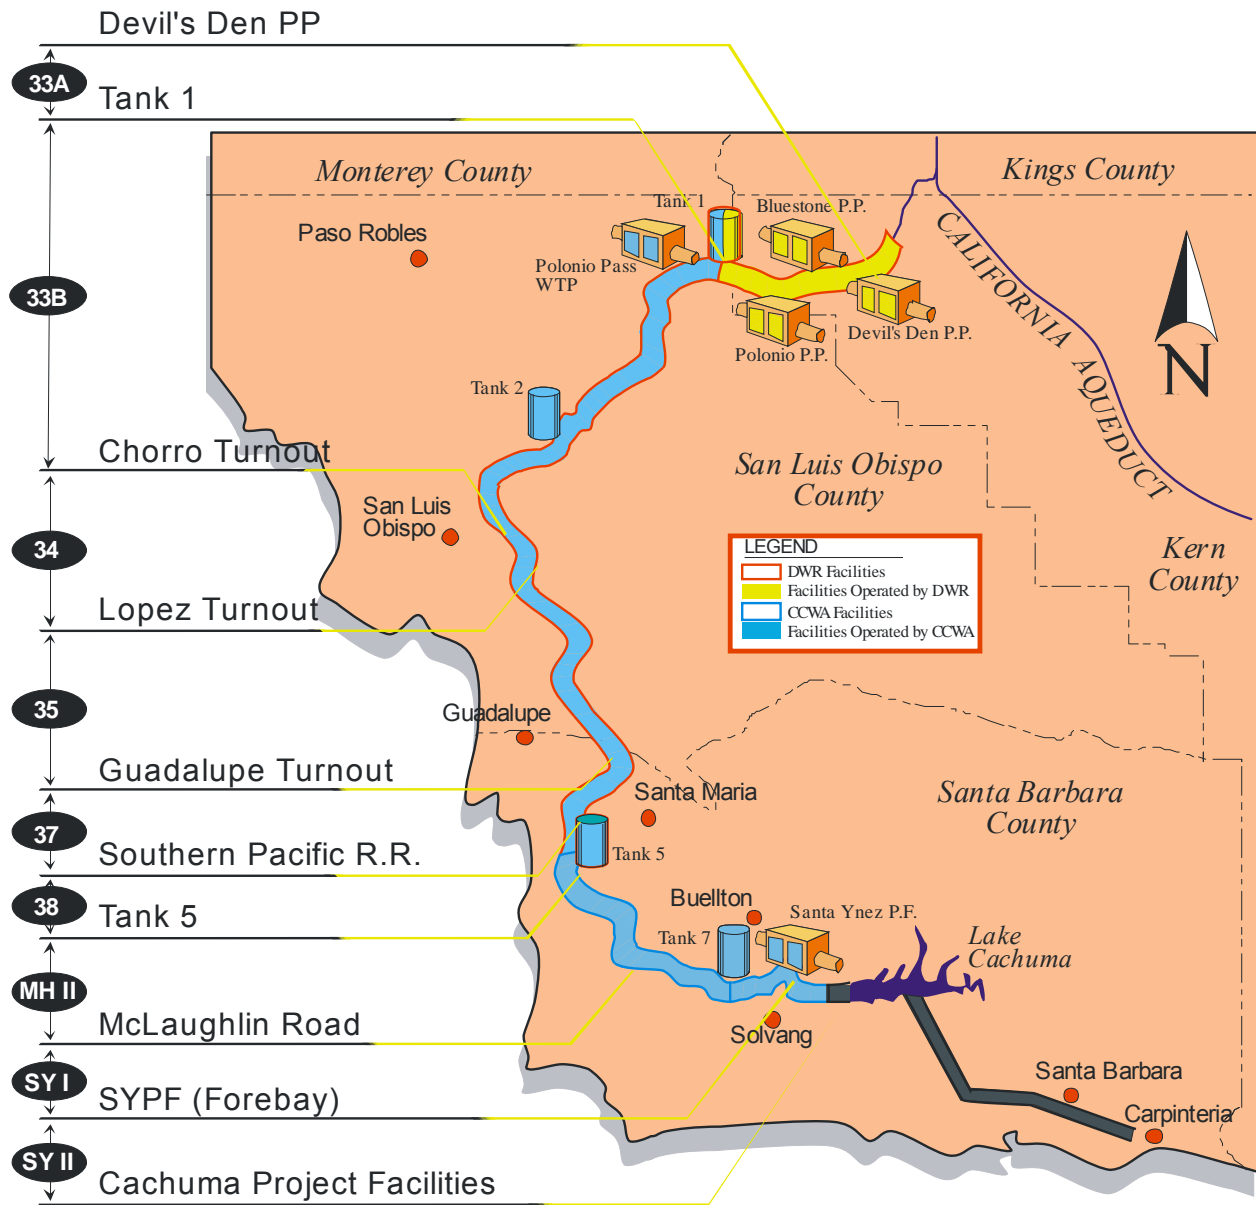 Devil's Den PP
33A
Tank 1
Monterey County
Kings County
Tank 1
Bluestone P.P.
Paso Robles
Polonio Pass
WTP
CALIFORNIA AQUEDUCT
33B
Devil's Den P.P.
Polonio P.P.
N
Tank 2
Chorro Turnout
San Luis Obispo
County
San Luis
Obispo
34
Kern
County
LEGEND
DWR Facilities
Facilities Operated by DWR
CCWA Facilities
Facilities Operated by CCWA
Lopez Turnout
35
Guadalupe
Guadalupe Turnout
Santa Maria
Santa Barbara
County
37
Southern Pacific R.R.
Tank 5
38
Tank 5
Buellton
Santa Ynez P.F.
Tank 7
Lake
Cachuma
MH II
McLaughlin Road
Solvang
SY I
SYPF (Forebay)
Santa Barbara
Carpinteria
SY II
Cachuma Project Facilities